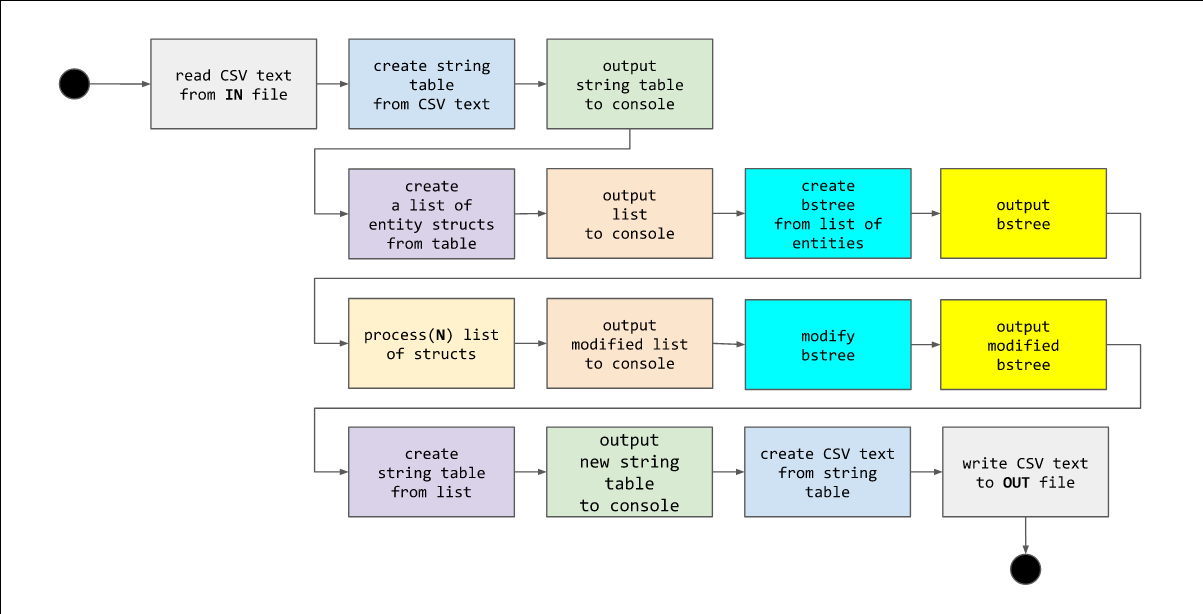 read CSV text
from IN file
create string
table
from CSV text
output
string table
to console
create
a list of
entity structs
from table
output
list
to console
create
bstree
from list of
entities
output
bstree
process(N) list
of structs
output
modified list
to console
modify
bstree
output
modified
bstree
create
string table
from list
output
new string
table
to console
create CSV text
from string
table
write CSV text
to OUT file